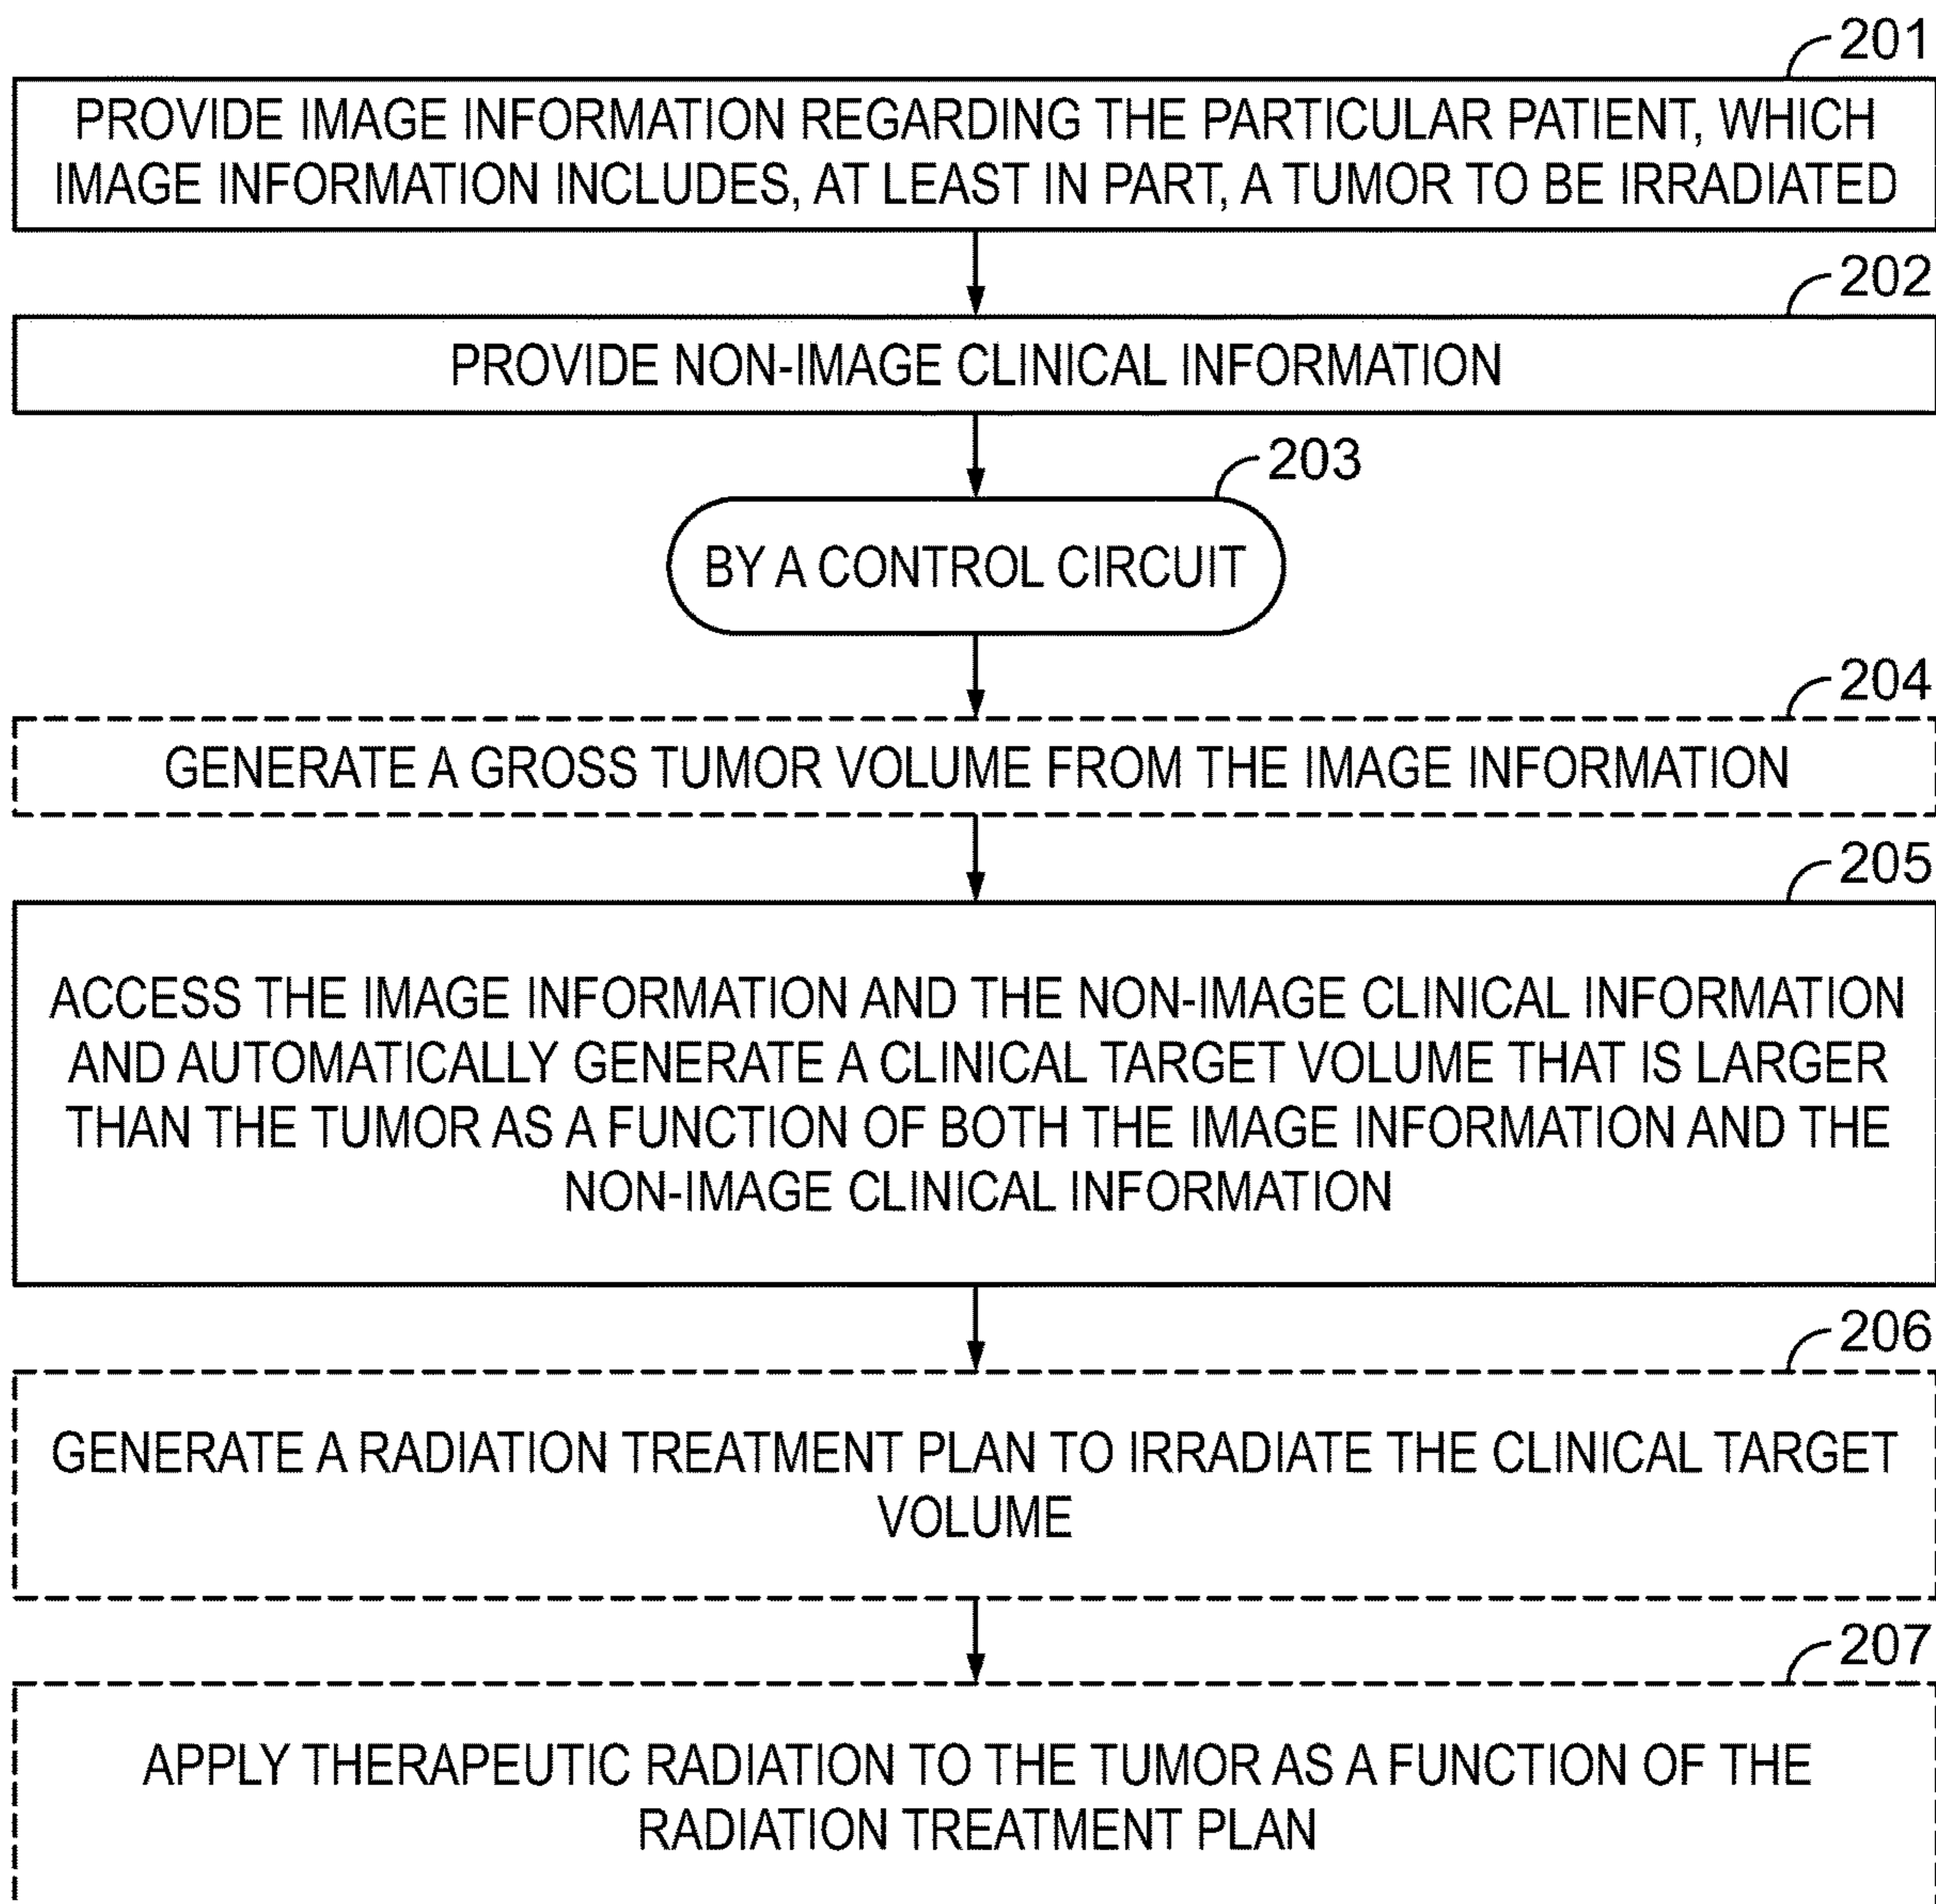 201
PROVIDE IMAGE INFORMATION REGARDING THE PARTICULAR PATIENT, WHICH
IMAGE INFORMATION INCLUDES, AT LEAST IN PART, A TUMOR TO BE IRRADIATED
202
PROVIDE NON-IMAGE CLINICAL INFORMATION
203
BY A CONTROL CIRCUIT
204
GENERATE A GROSS TUMOR VOLUME FROM THE IMAGE INFORMATION
205
ACCESS THE IMAGE INFORMATION AND THE NON-IMAGE CLINICAL INFORMATION
AND AUTOMATICALLY GENERATE A CLINICAL TARGET VOLUME THAT IS LARGER
THAN THE TUMOR AS A FUNCTION OF BOTH THE IMAGE INFORMATION AND THE
NON-IMAGE CLINICAL INFORMATION
206
GENERATE A RADIATION TREATMENT PLAN TO IRRADIATE THE CLINICAL TARGET
VOLUME
207
APPLY THERAPEUTIC RADIATION TO THE TUMOR AS A FUNCTION OF THE
RADIATION TREATMENT PLAN